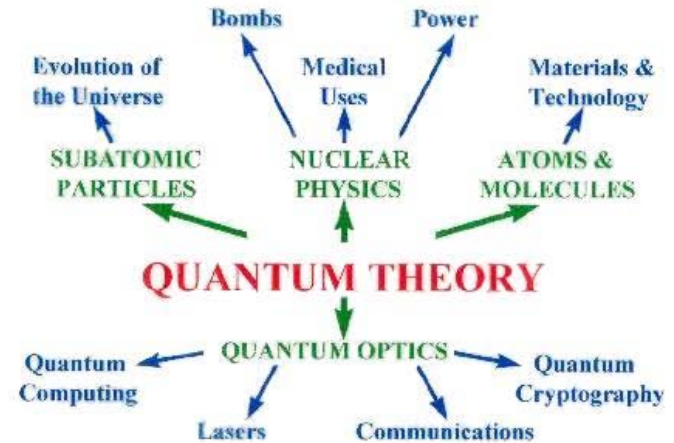 Bombs
Power
Evolution of
the Universe
Medical
Uses
Materials &
Technology
SUBATOMIC
PARTICLES
NUCLEAR
PHYSICS
ATOMS &
MOLECULES
QUANTUM THEORY
QUANTUM OPTICS
Quantum
Computing
Quantum
Cryptography
Lasers
Communications